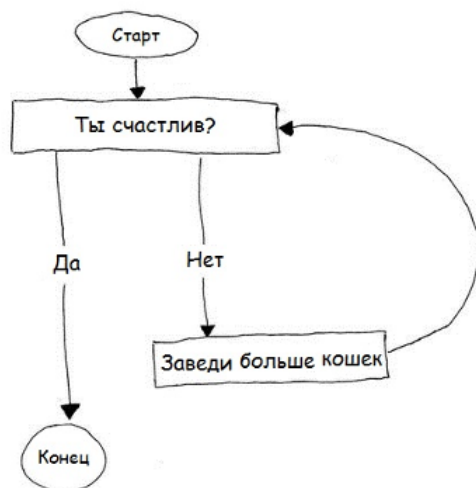 Старт
Ты счастлив?
Да
Нет
Заведи больше кошек
Конец